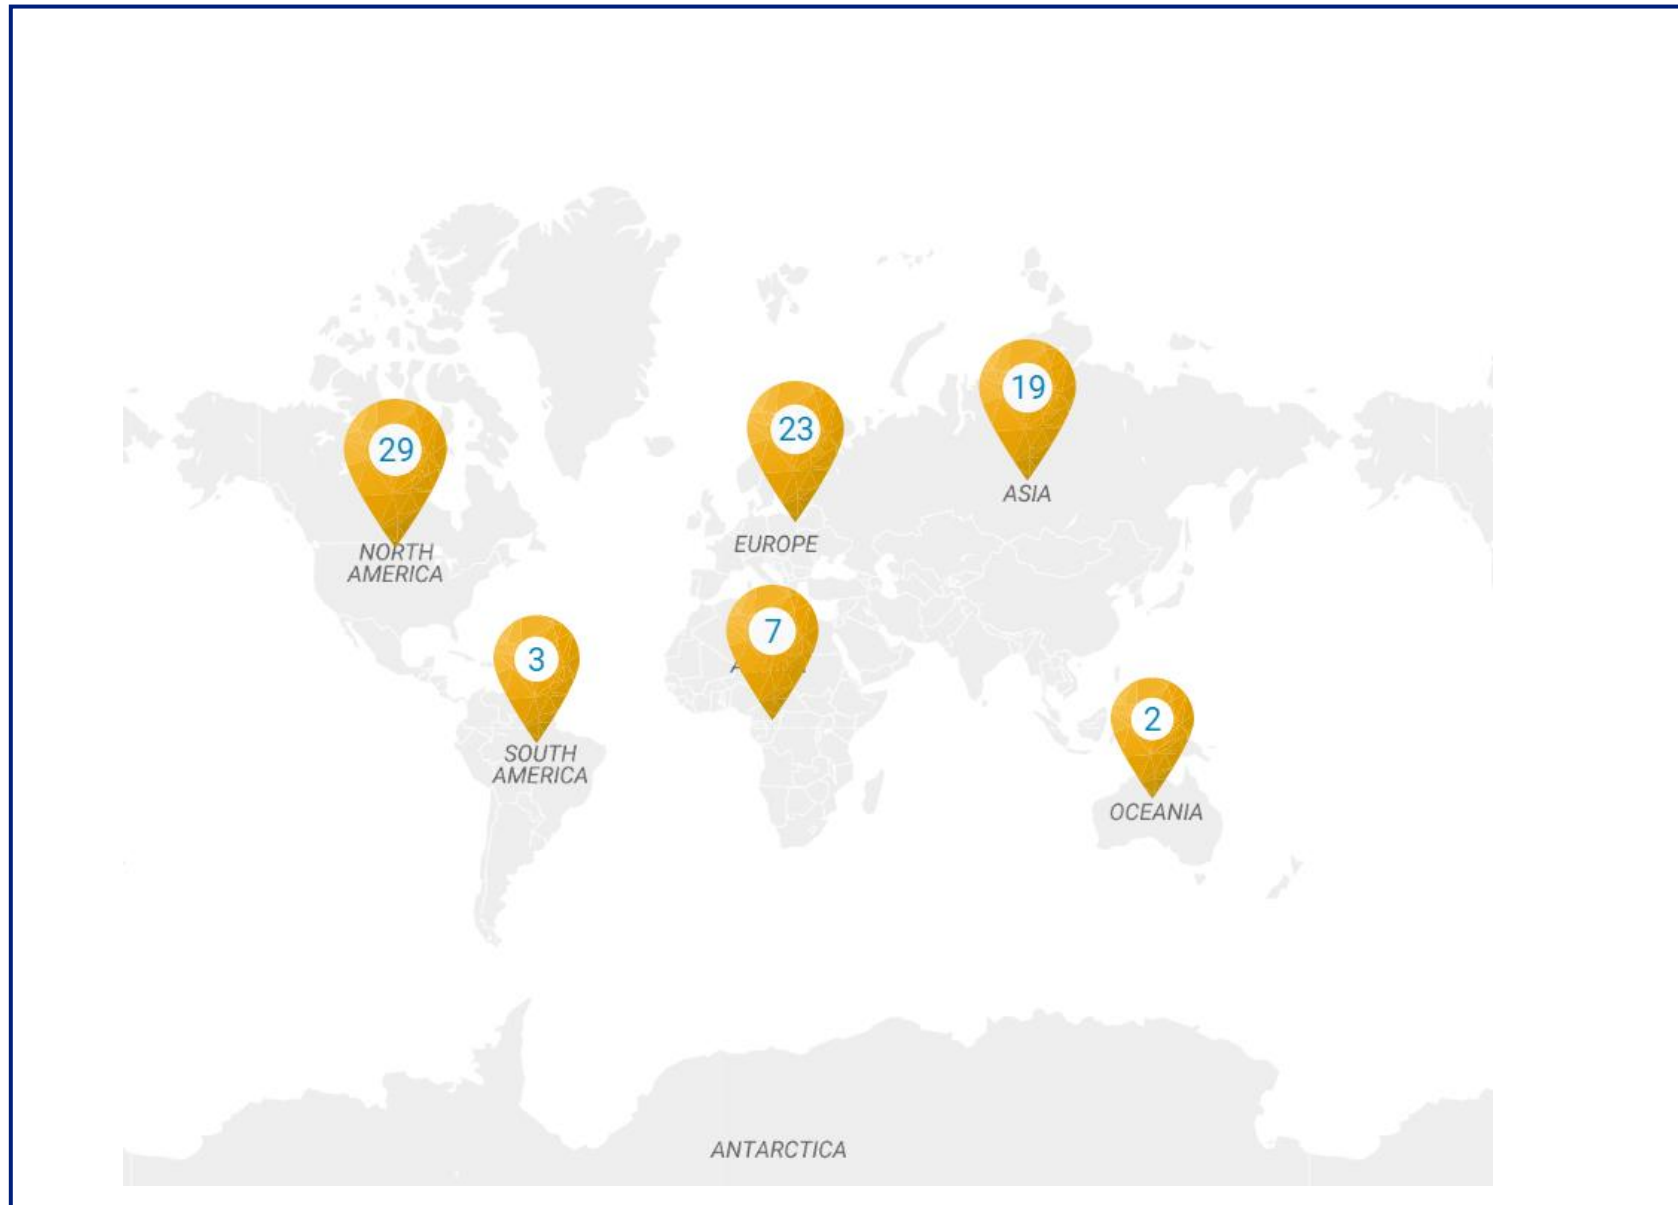 19
23
29
ASIA
EUROPE
NORTH
AMERICA
7
3
2
SOUTH
AMERICA
OCEANIA
ANTARCTICA